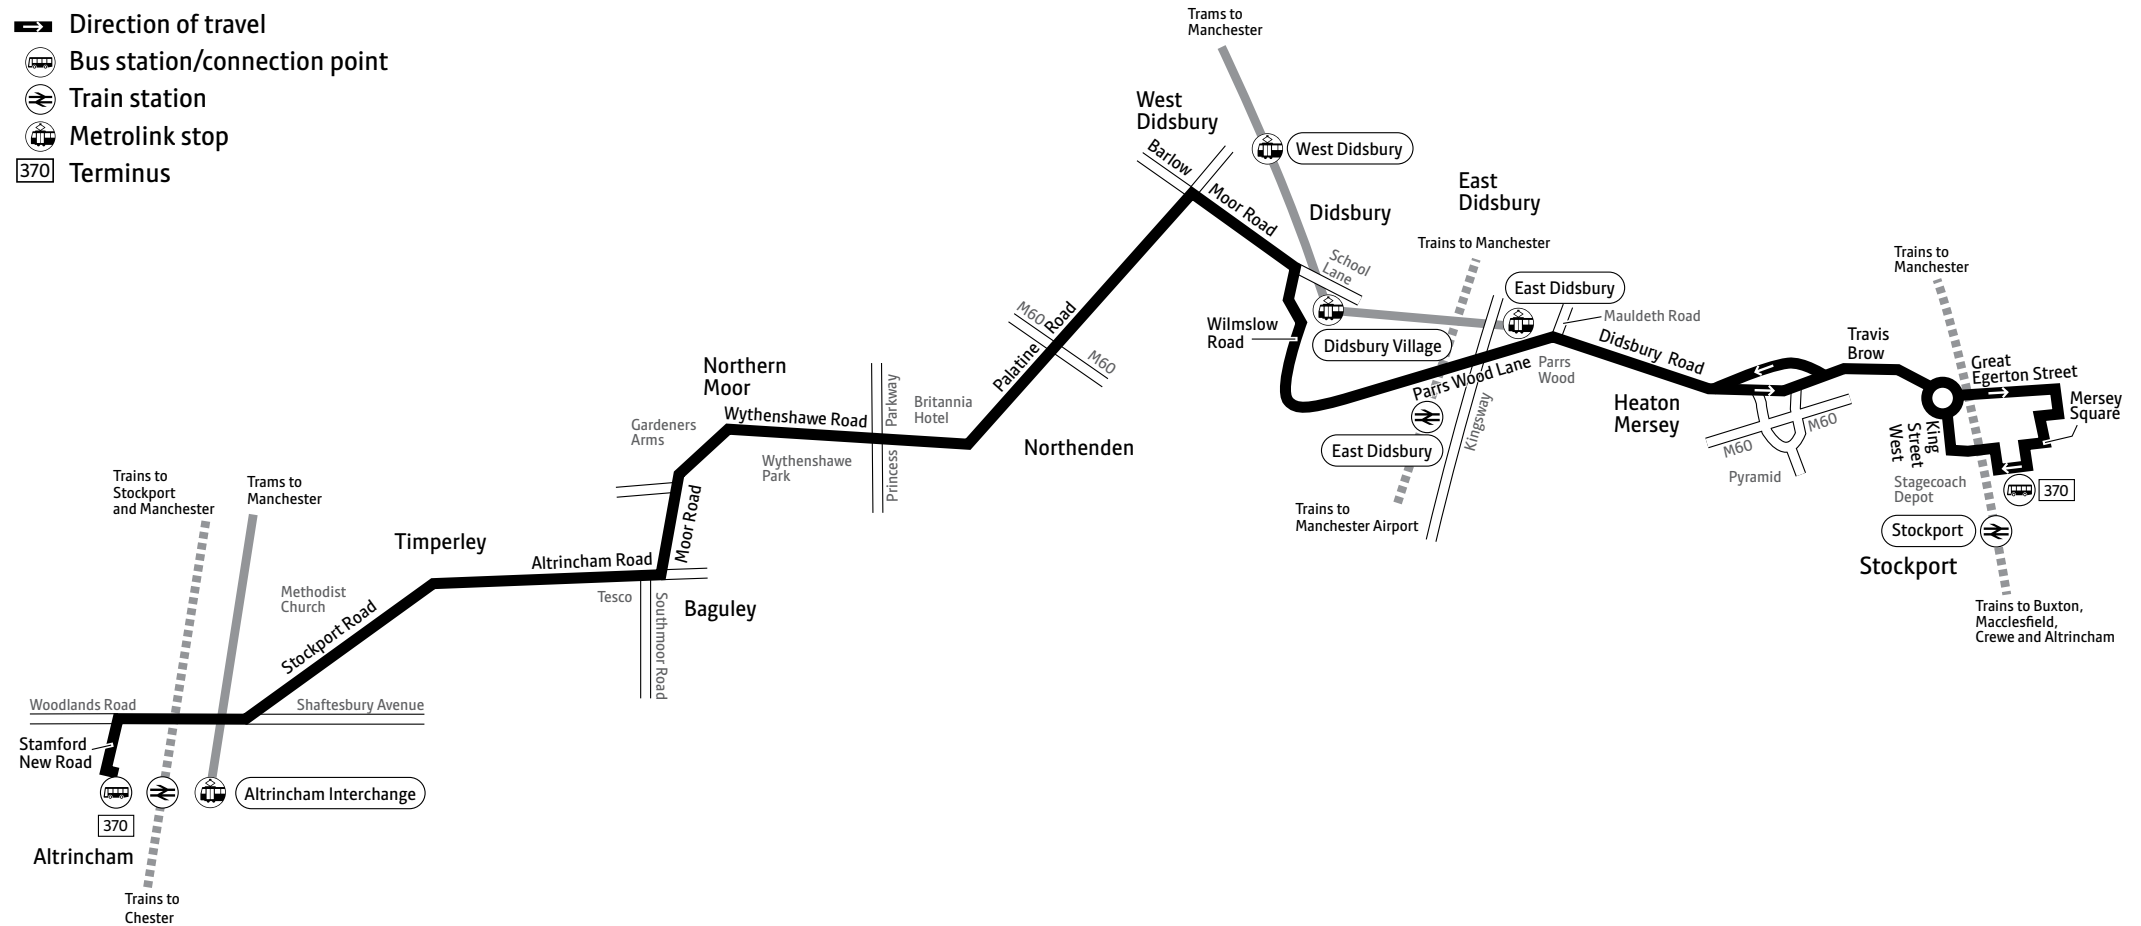 Direction of travel
Bus station/connection point
Train station
Metrolink stop
370 Terminus
Trams to
Manchester
West
Didsbury
West Didsbury
Barlow
Moor Road
Didsbury
East
Didsbury
Trains to Manchester
School
Lane
East Didsbury
Mauldeth Road
Wilmslow
Road
Didsbury Village
Didsbury Road
Parrs Wood Lane
Parrs
Wood
Kingsway
East Didsbury
Trains to
Manchester Airport
Heaton
Mersey
M60
M60
Pyramid
Travis
Brow
Trains to
Manchester
Great
Egerton Street
Mersey
Square
King
Street
West
Stagecoach
Depot
370
Stockport
Stockport
Trains to Buxton,
Macclesfield,
Crewe and Altrincham
M60
Palatine Road
M60
Northenden
Northern
Moor
Gardeners
Arms
Wythenshawe Road
Wythenshawe
Park
Princess Parkway
Britannia
Hotel
Moor Road
Altrincham Road
Tesco
Southmoor Road
Baguley
Timperley
Trains to
Stockport
and Manchester
Trams to
Manchester
Methodist
Church
Stockport Road
Woodlands Road
Shaftesbury Avenue
Stamford
New Road
Altrincham Interchange
370
Altrincham
Trains to
Chester